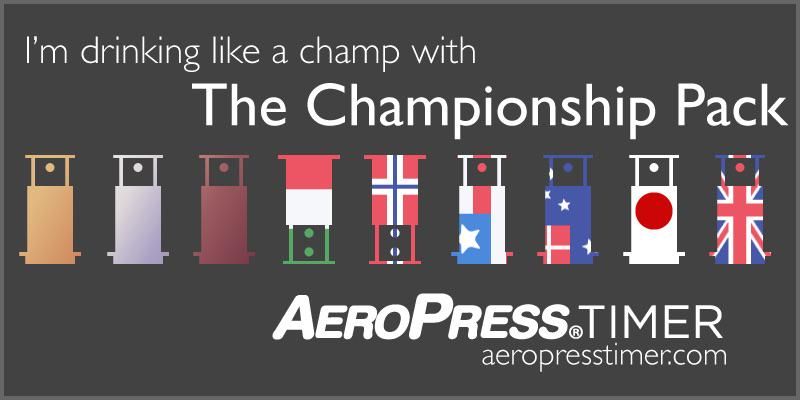 I'm drinking like a champ with
The Championship Pack
AEROPRESS®TIMER
aeropresstimer.com